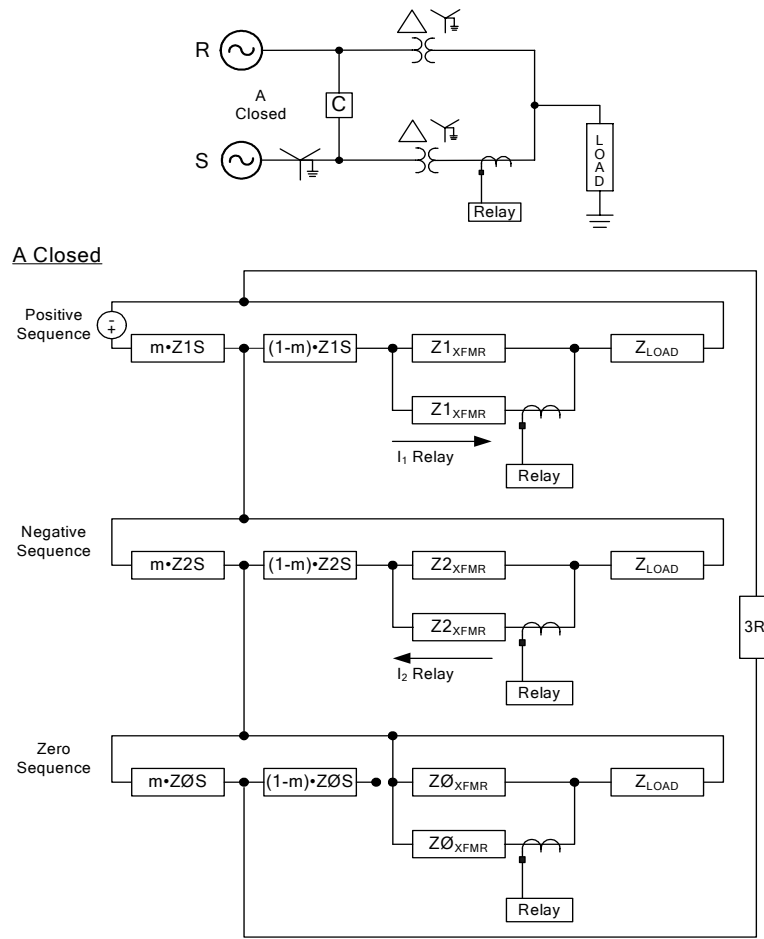 R
A
Closed
C
S
LOAD
Relay
A Closed
Positive
Sequence
-
+
m•Z1S
(1-m)•Z1S
Z1XFMR
ZLOAD
Z1XFMR
I1 Relay
Relay
Negative
Sequence
m•Z2S
(1-m)•Z2S
Z2XFMR
ZLOAD
Z2XFMR
3R
I2 Relay
Relay
Zero
Sequence
m•ZØS
(1-m)•ZØS
ZØXFMR
ZLOAD
ZØXFMR
Relay